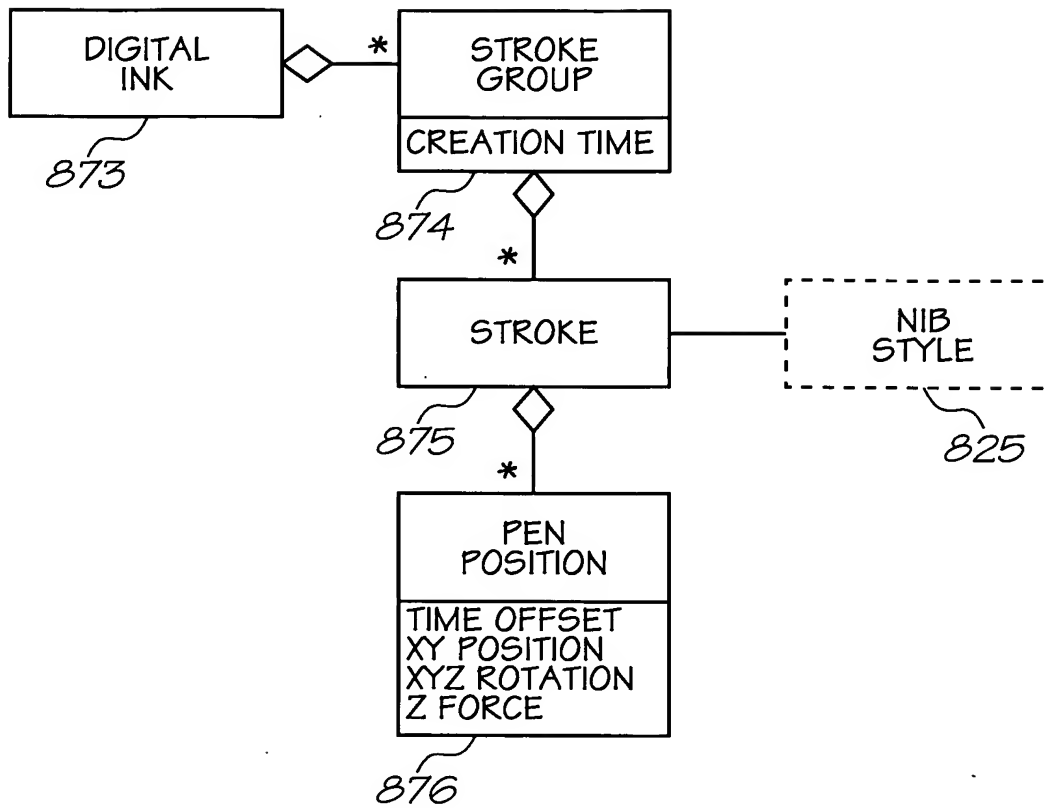 DIGITAL
INK
873
*
STROKE
GROUP
CREATION TIME
874
*
STROKE
875
NIB
STYLE
825
*
PEN
POSITION
TIME OFFSET
XY POSITION
XYZ ROTATION
Z FORCE
876